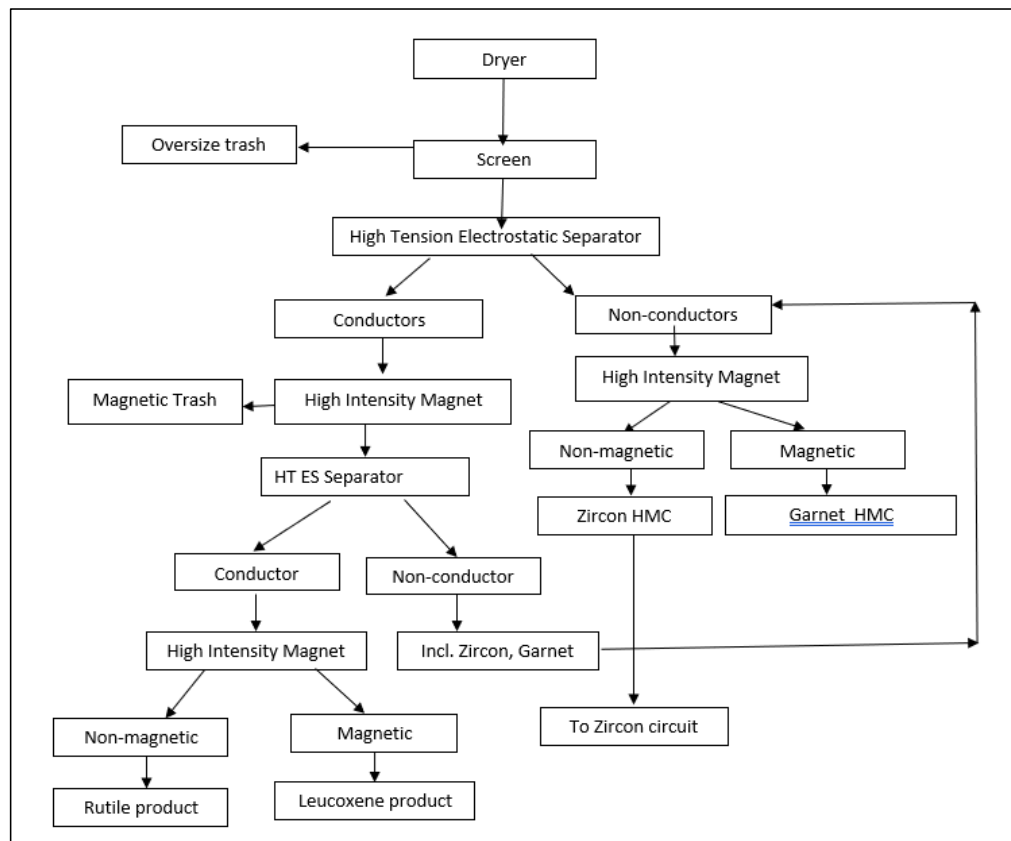 Dryer
Oversize trash
Screen
High Tension Electrostatic Separator
Conductors
Non-conductors
High Intensity Magnet
Magnetic Trash
High Intensity Magnet
Non-magnetic
Magnetic
HT ES Separator
Zircon HMC
Garnet HMC
Conductor
Non-conductor
High Intensity Magnet
Incl. Zircon, Garnet
Non-magnetic
Magnetic
To Zircon circuit
Rutile product
Leucoxene product